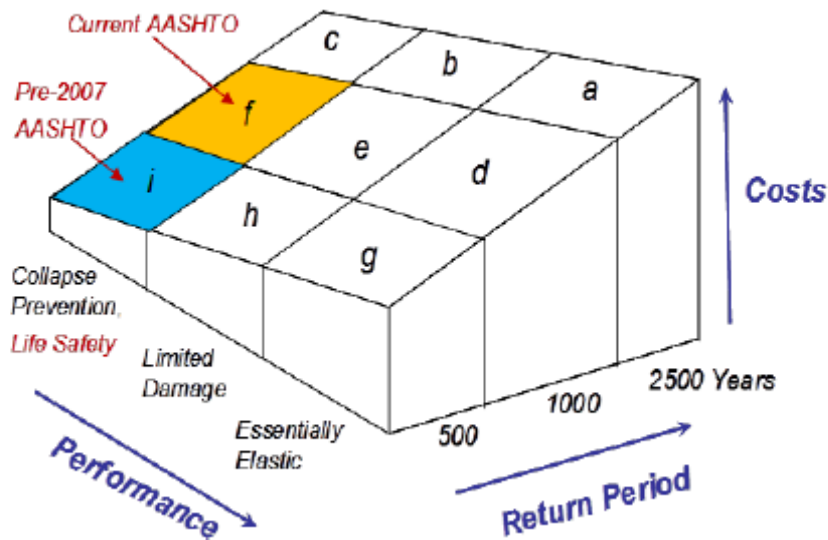 Current AASHTO
Pre-2007
AASHTO
c
b
a
f
e
d
i
h
g
Costs
Collapse
Prevention,
Life Safety
Limited
Damage
Essentially
Elastic
500
1000
2500 Years
Performance
Return Period